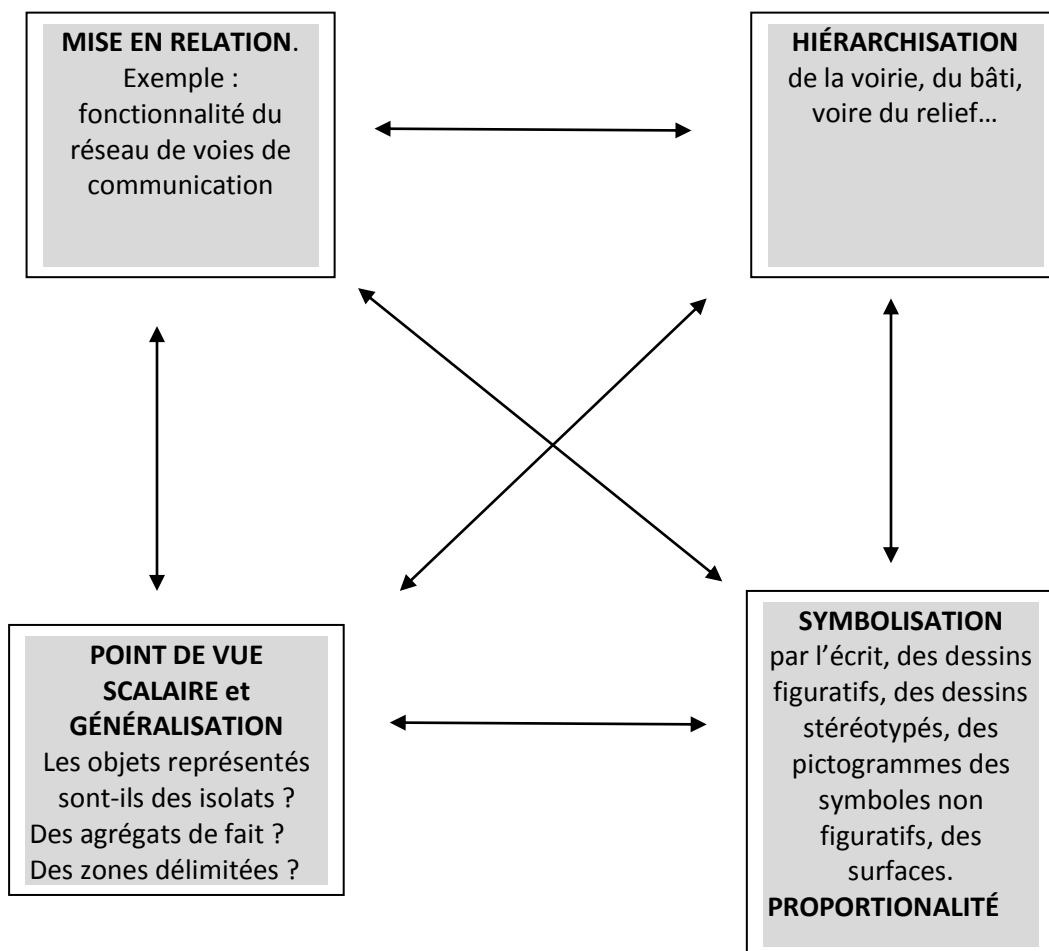 MISE EN RELATION.
Exemple :
fonctionnalité du
réseau de voies de
communication
HIÉRARCHISATION
de la voirie, du bâti,
voire du relief…
POINT DE VUE
SCALAIRE et
GÉNÉRALISATION
Les objets représentés
sont-ils des isolats ?
Des agrégats de fait ?
Des zones délimitées ?
SYMBOLISATION
par l’écrit, des dessins
figuratifs, des dessins
stéréotypés, des
pictogrammes des
symboles non
figuratifs, des
surfaces.
PROPORTIONALITÉ